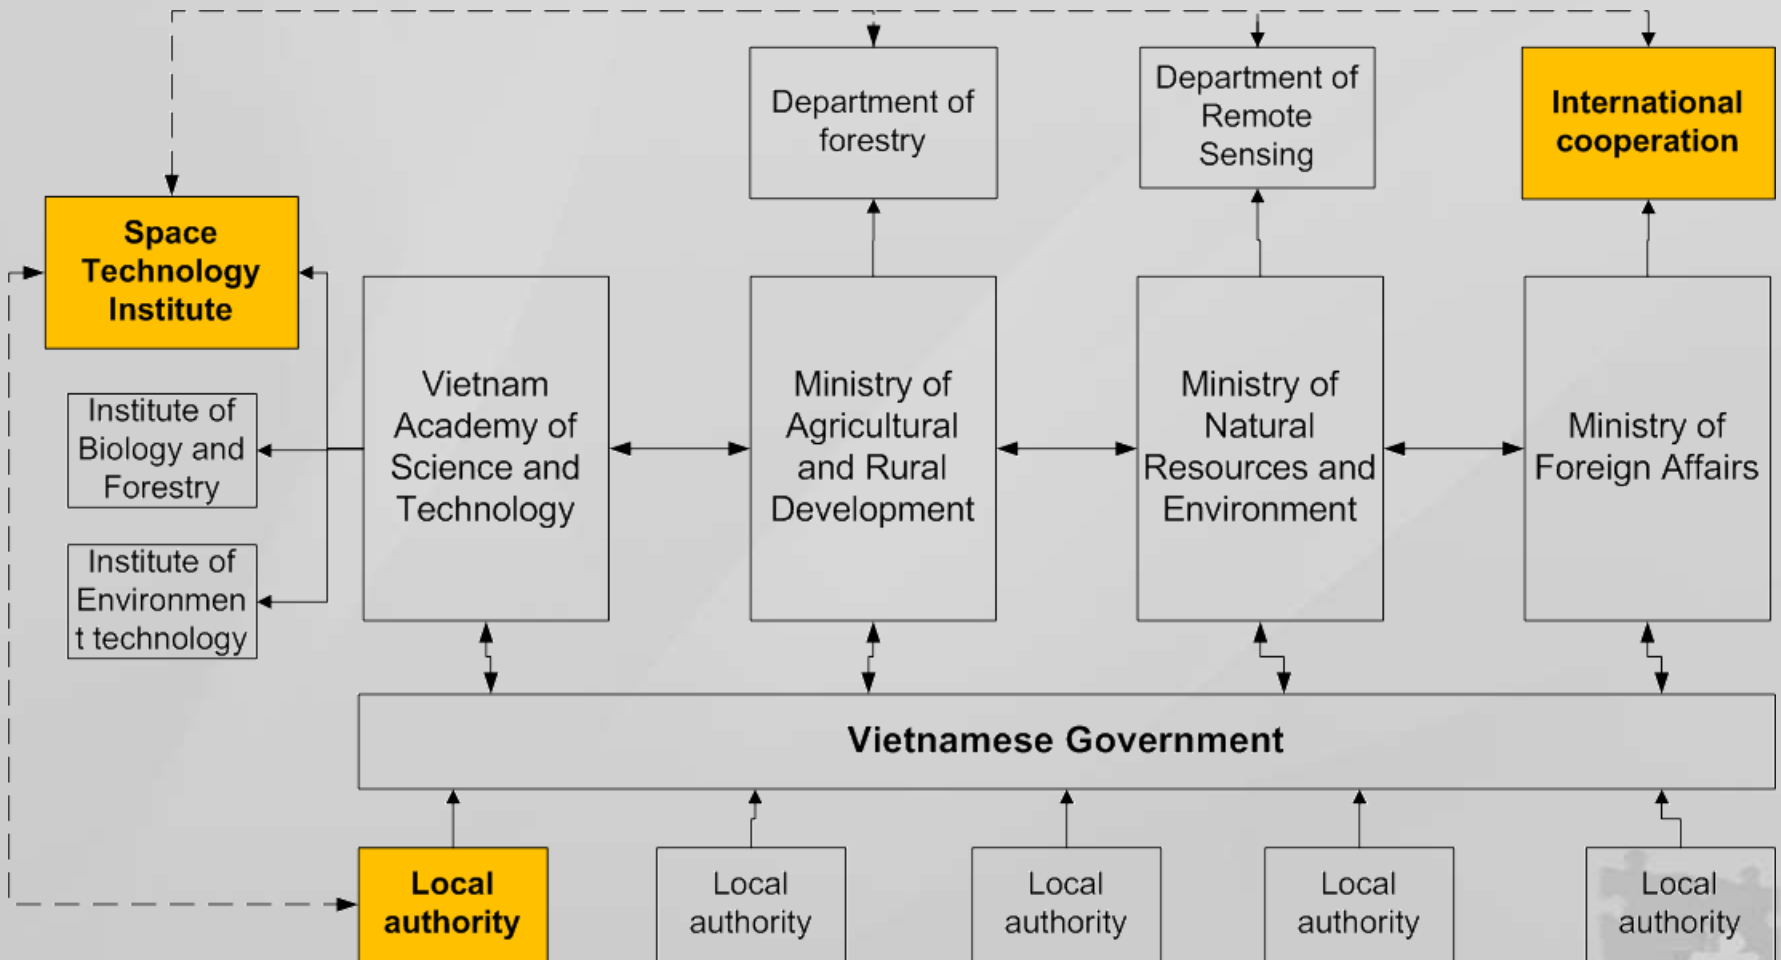 Department of
forestry
Department of
Remote
Sensing
International
cooperation
Space
Technology
Institute
Institute of
Biology and
Forestry
Institute of
Environmen
t technology
Vietnam
Academy of
Science and
Technology
Ministry of
Agricultural
and Rural
Development
Ministry of
Natural
Resources and
Environment
Ministry of
Foreign Affairs
Vietnamese Government
Local
authority
Local
authority
Local
authority
Local
authority
Local
authority